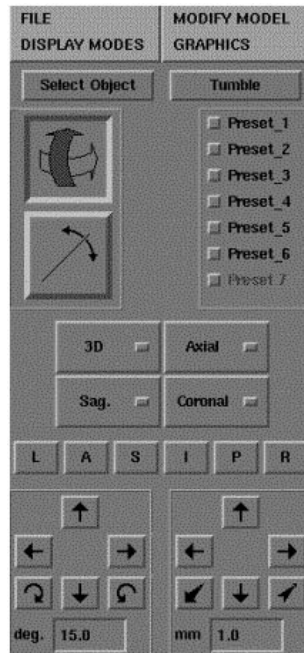 FILE MODIFY MODEL
DISPLAY MODES GRAPHICS
Select Object Tumble
Preset_1
Preset_2
Preset_3
Preset_4
Preset_5
Preset_6
Preset 7
3D Axial
Sag. Coronal
L A S I P R
deg. 15.0 mm 1.0